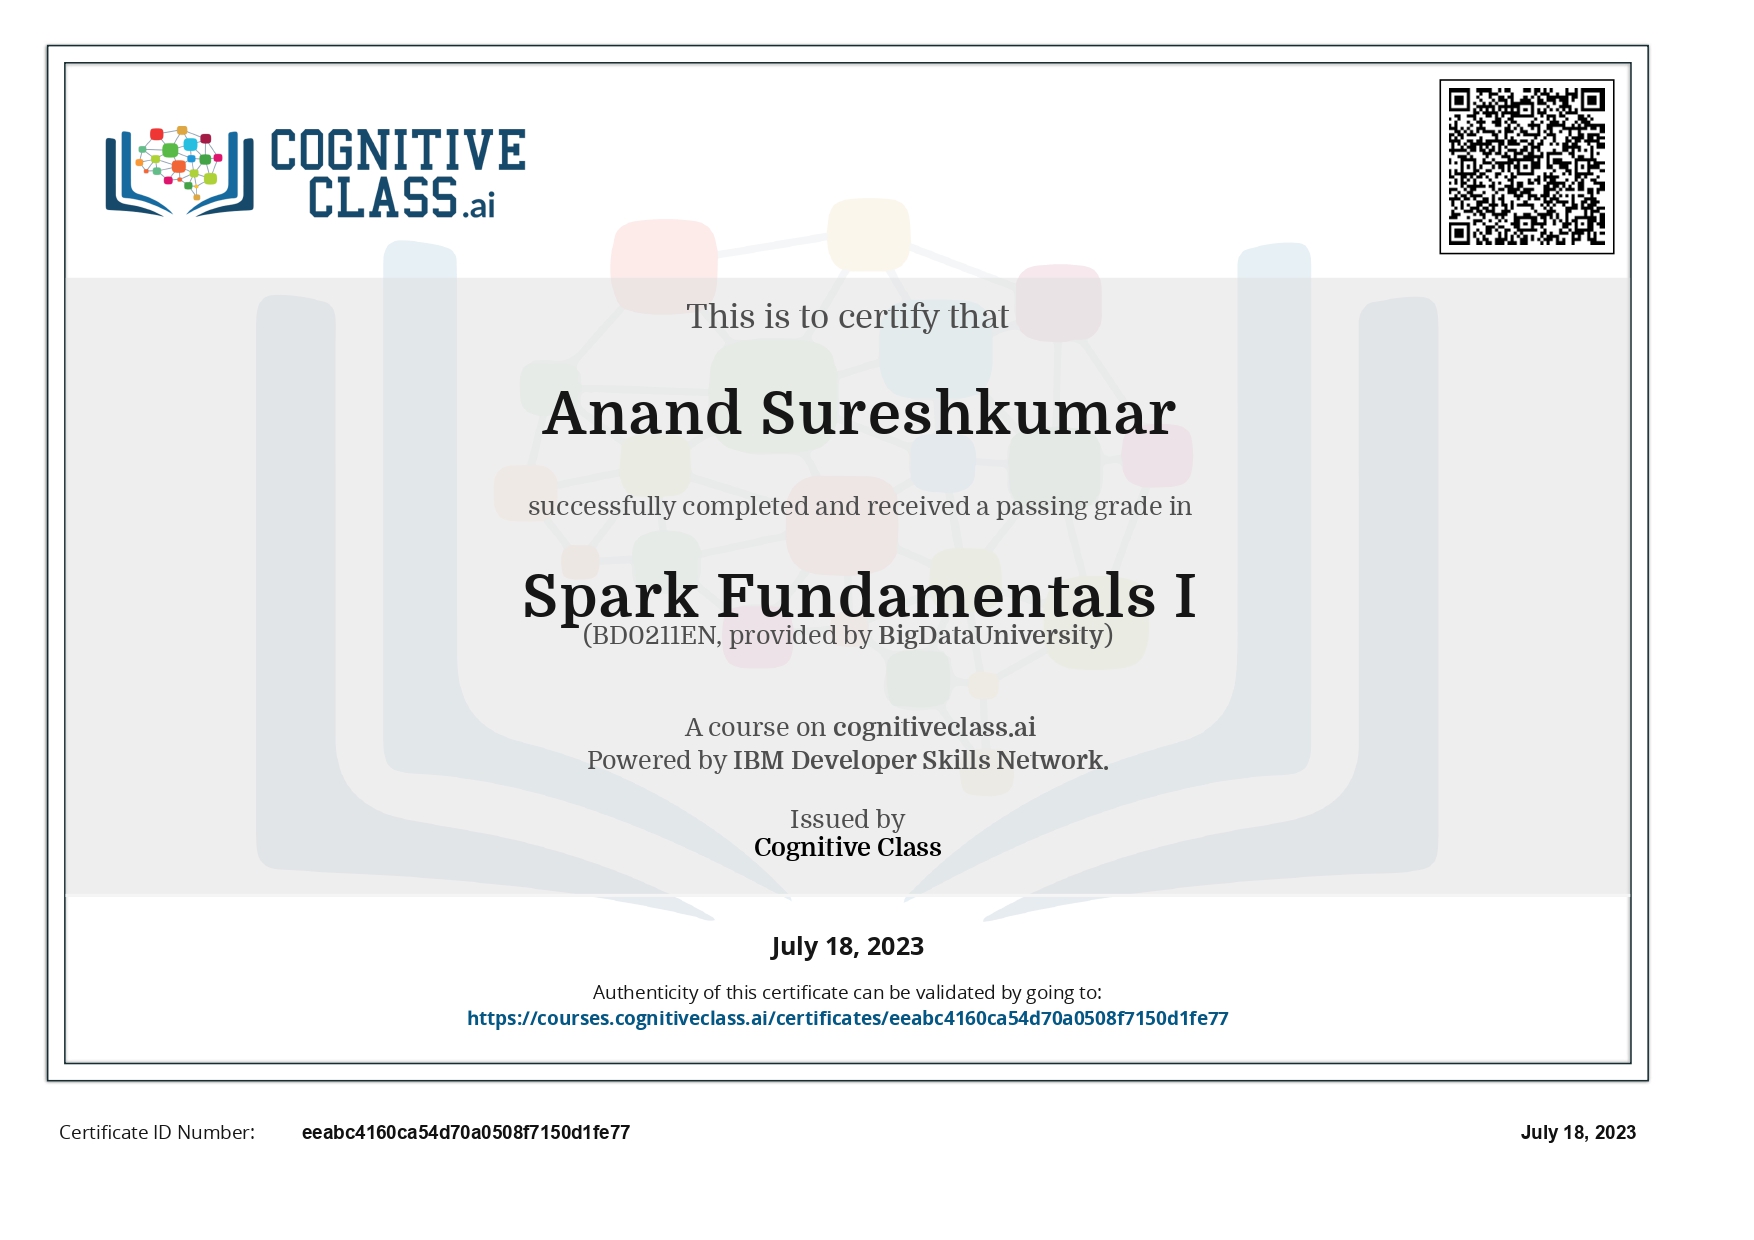 COGNITIVE
CLASS.ai
This is to certify that
Anand Sureshkumar
successfully completed and received a passing grade in
Spark Fundamentals I
(BD0211EN, provided by BigDataUniversity)
A course on cognitiveclass.ai
Powered by IBM Developer Skills Network.
Issued by
Cognitive Class
July 18, 2023
Authenticity of this certificate can be validated by going to:
https://courses.cognitiveclass.ai/certificates/eeabc4160ca54d70a0508f7150d1fe77
Certificate ID Number: eeabc4160ca54d70a0508f7150d1fe77 July 18, 2023